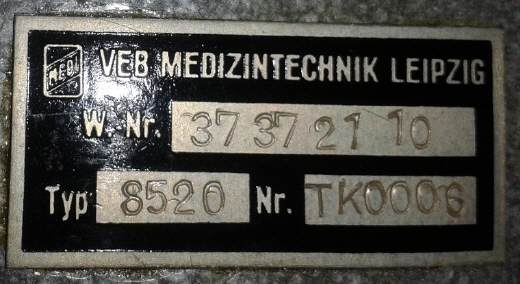 MEDI VEB MEDIZINTECHNIK LEIPZIG
W. Nr. 37 37 21 10
Typ 8520 Nr. TK0006